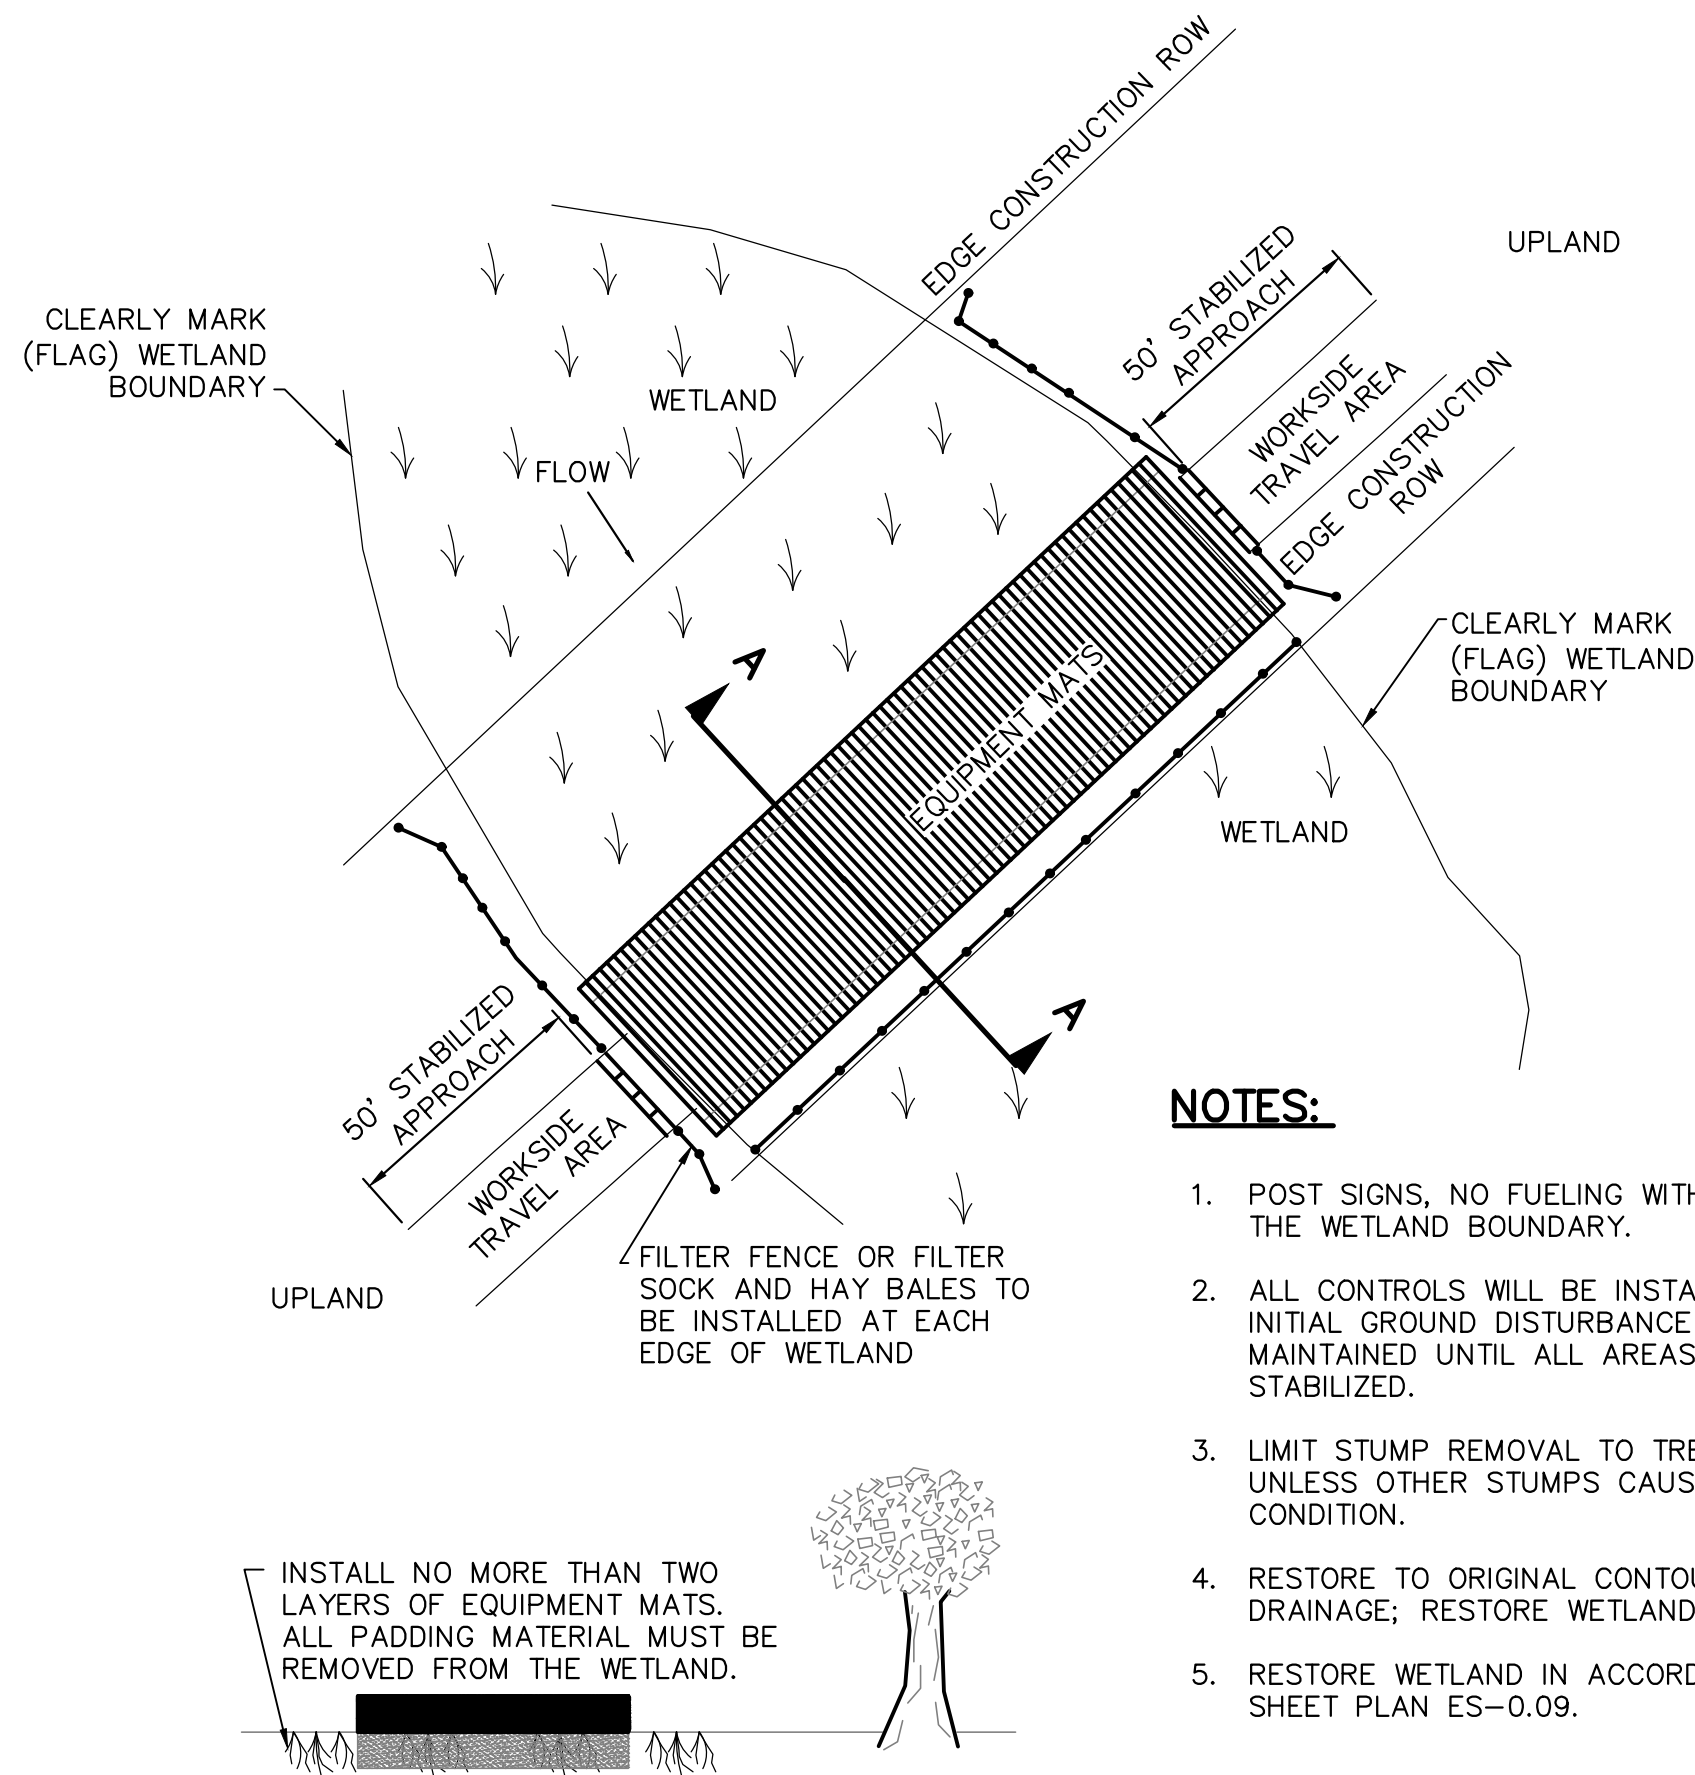 EDGE CONSTRUCTION ROW
UPLAND
50' STABILIZED
APPROACH
CLEARLY MARK
(FLAG) WETLAND
BOUNDARY
WETLAND
WORKSIDE
TRAVEL AREA
EDGE CONSTRUCTION
ROW
FLOW
CLEARLY MARK
(FLAG) WETLAND
BOUNDARY
A
EQUIPMENT MATS
WETLAND
A
50' STABILIZED
APPROACH
WORKSIDE
TRAVEL AREA
UPLAND
FILTER FENCE OR FILTER
SOCK AND HAY BALES TO
BE INSTALLED AT EACH
EDGE OF WETLAND
NOTES:
1. POST SIGNS, NO FUELING
THE WETLAND BOUNDARY.
2. ALL CONTROLS WILL BE
INITIAL GROUND DISTURBANCE
MAINTAINED UNTIL ALL AREAS
STABILIZED.
3. LIMIT STUMP REMOVAL TO
UNLESS OTHER STUMPS
CONDITION.
4. RESTORE TO ORIGINAL
DRAINAGE; RESTORE WETLAND
5. RESTORE WETLAND IN
SHEET PLAN ES-0.09.
INSTALL NO MORE THAN TWO
LAYERS OF EQUIPMENT MATS.
ALL PADDING MATERIAL MUST BE
REMOVED FROM THE WETLAND.